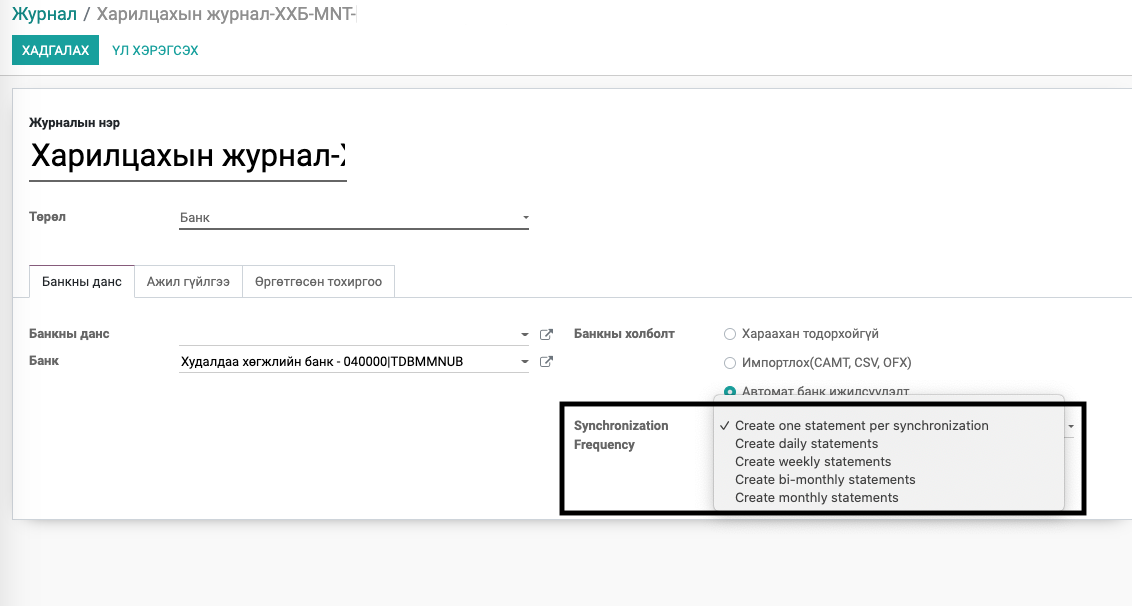 Журнал / Харилцахын журнал-ХХБ-MNT-
ХАДГАЛАХ ҮЛ ХЭРЭГСЭХ
Журналын нэр
Харилцахын журнал-Х
Төрөл Банк
Банкны данс Ажил гүйлгээ Өргөтгөсөн тохиргоо
Банкны данс Банкны холболт Хараахан тодорхойгүй
Банк Худалдаа хөгжлийн банк - 040000|TDBMMNUB Импортлох(CAMT, CSV, OFX)
Автомат банк ижилсүүлэлт
Synchronization ✓ Create one statement per synchronization
Frequency Create daily statements
Create weekly statements
Create bi-monthly statements
Create monthly statements